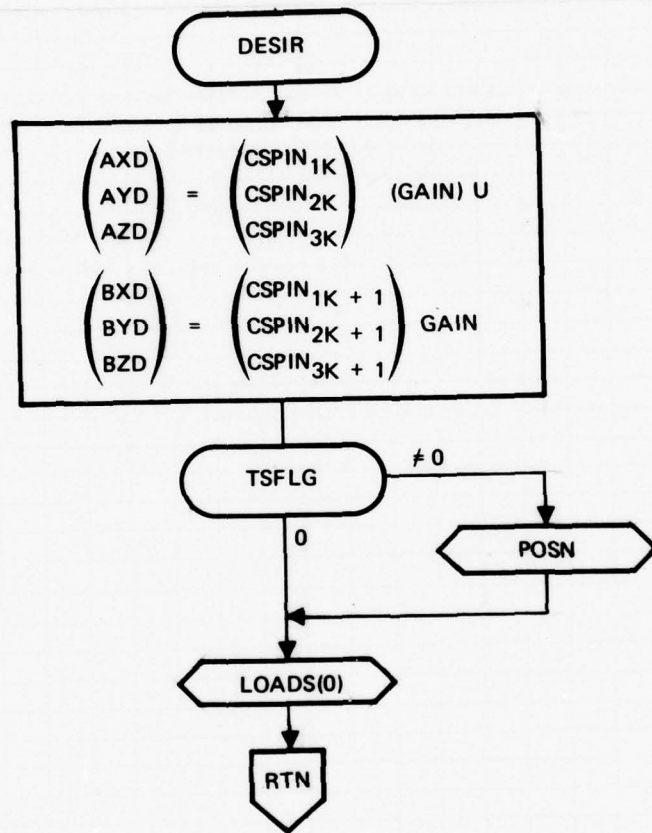 DESIR
AXD
AYD = 
AZD
CSPIN1K
CSPIN2K (GAIN) U
CSPIN3K
BXD
BYD =
BZD
CSPIN1K + 1
CSPIN2K + 1 GAIN
CSPIN3K + 1
TSFLG
≠ 0
0
POSN
LOADS(0)
RTN